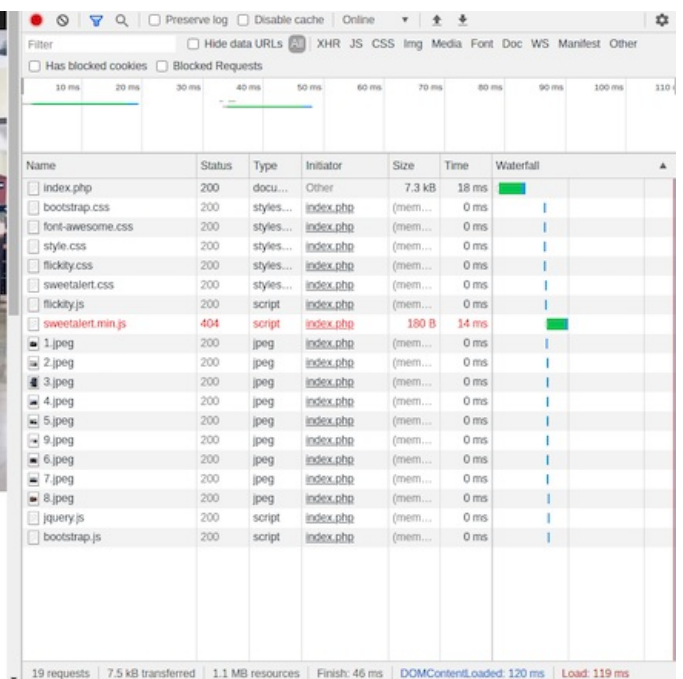 Preserve log Disable cache Online
Filter Hide data URLs All XHR JS CSS Img Media Font Doc WS Manifest Other
Has blocked cookies Blocked Requests
10 ms 20 ms 30 ms 40 ms 50 ms 60 ms 70 ms 80 ms 90 ms 100 ms 110
Name Status Type Initiator Size Time Waterfall
index.php 200 docu... Other 7.3 kB 18 ms
bootstrap.css 200 styles... index.php (mem... 0 ms
font-awesome.css 200 styles... index.php (mem... 0 ms
style.css 200 styles... index.php (mem... 0 ms
flickity.css 200 styles... index.php (mem... 0 ms
sweetalert.css 200 styles... index.php (mem... 0 ms
flickity.js 200 script index.php (mem... 0 ms
sweetalert.min.js 404 script index.php 180 B 14 ms
1.jpeg 200 jpeg index.php (mem... 0 ms
2.jpeg 200 jpeg index.php (mem... 0 ms
3.jpeg 200 jpeg index.php (mem... 0 ms
4.jpeg 200 jpeg index.php (mem... 0 ms
5.jpeg 200 jpeg index.php (mem... 0 ms
9.jpeg 200 jpeg index.php (mem... 0 ms
6.jpeg 200 jpeg index.php (mem... 0 ms
7.jpeg 200 jpeg index.php (mem... 0 ms
8.jpeg 200 jpeg index.php (mem... 0 ms
jquery.js 200 script index.php (mem... 0 ms
bootstrap.js 200 script index.php (mem... 0 ms
19 requests 7.5 kB transferred 1.1 MB resources Finish: 46 ms DOMContentLoaded: 120 ms Load: 119 ms